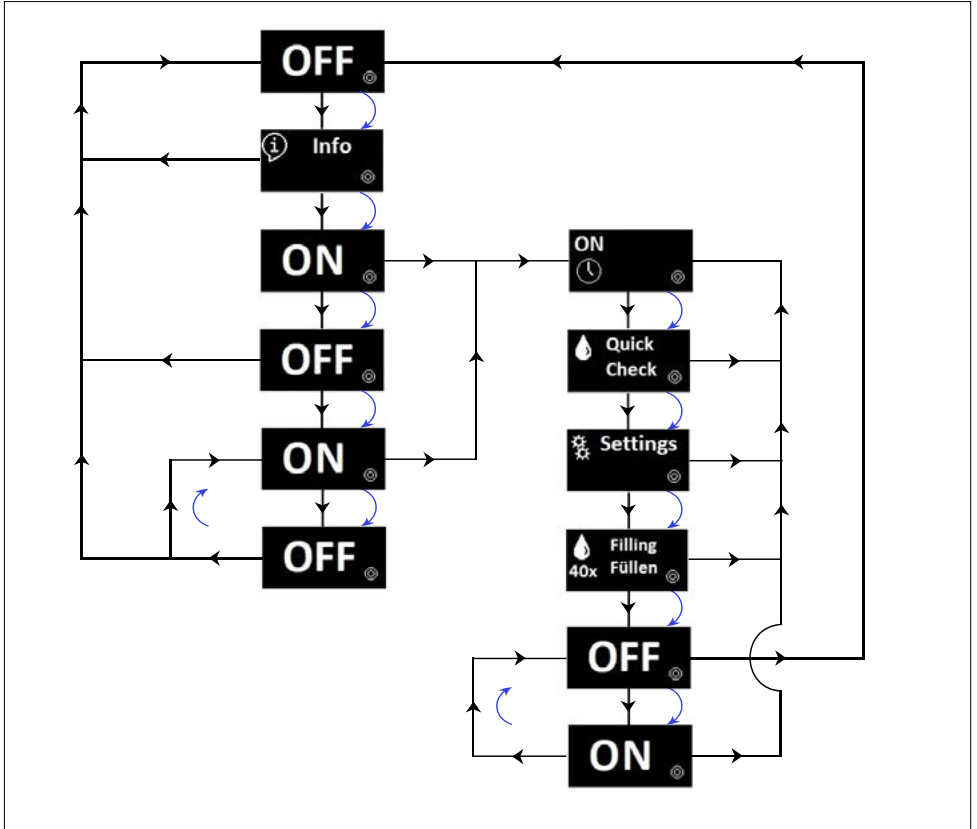 OFF
Info
ON
OFF
ON
OFF
ON
Quick
Check
Settings
40x
Filling
Füllen
OFF
ON